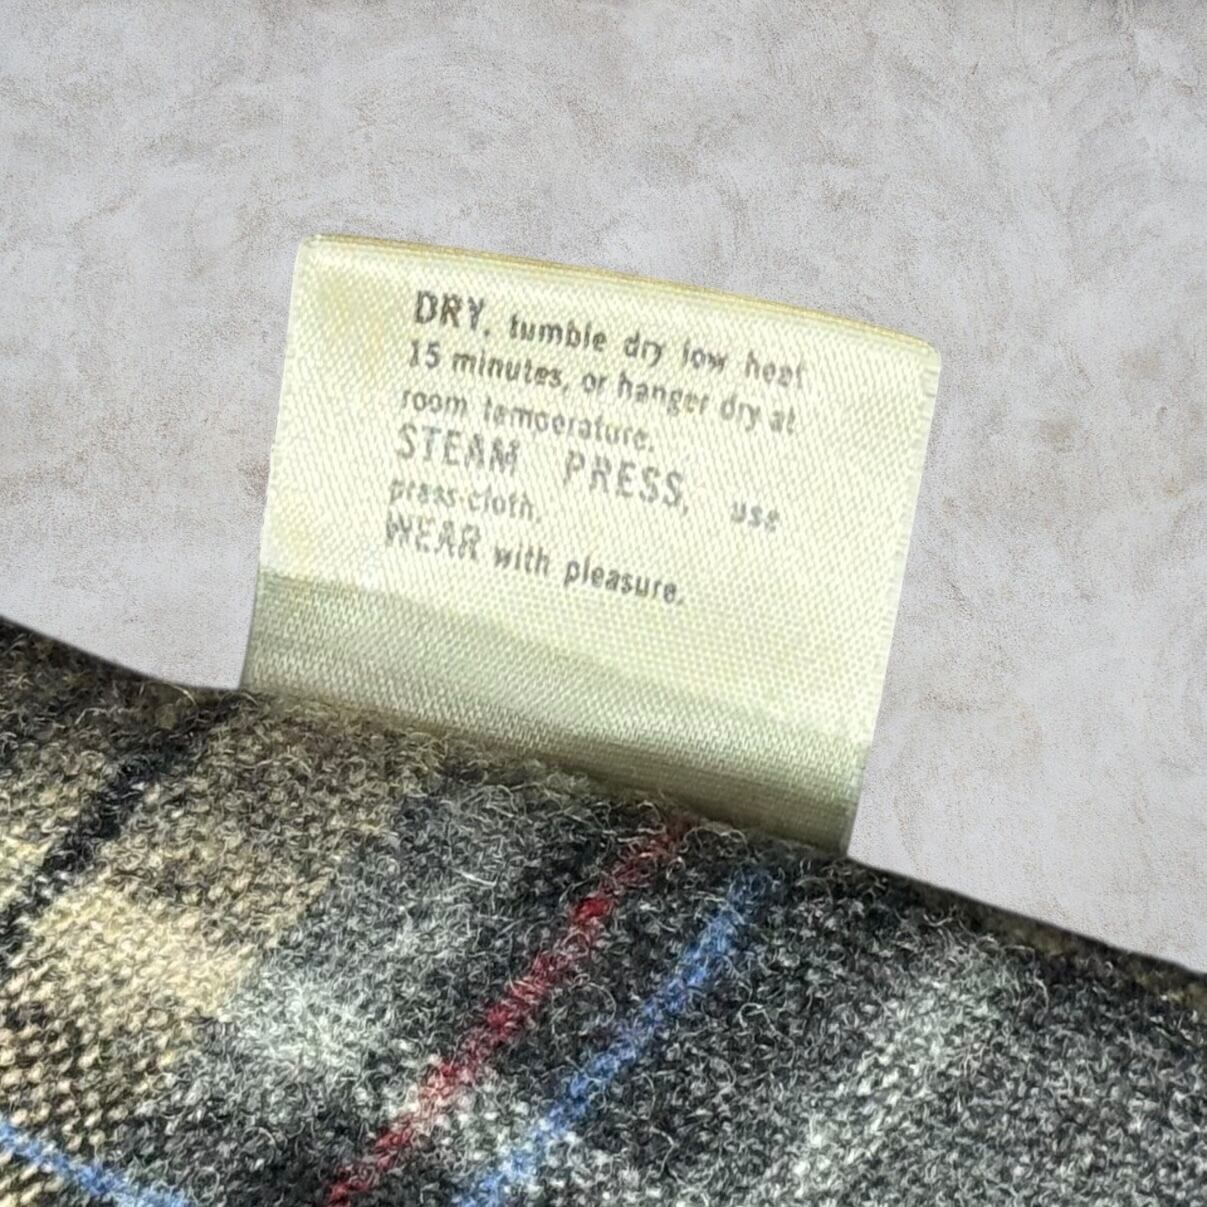 DRY, tumble dry low heat
15 minutes, or hanger dry at
room temperature.
STEAM PRESS, use
press cloth.
WEAR with pleasure.